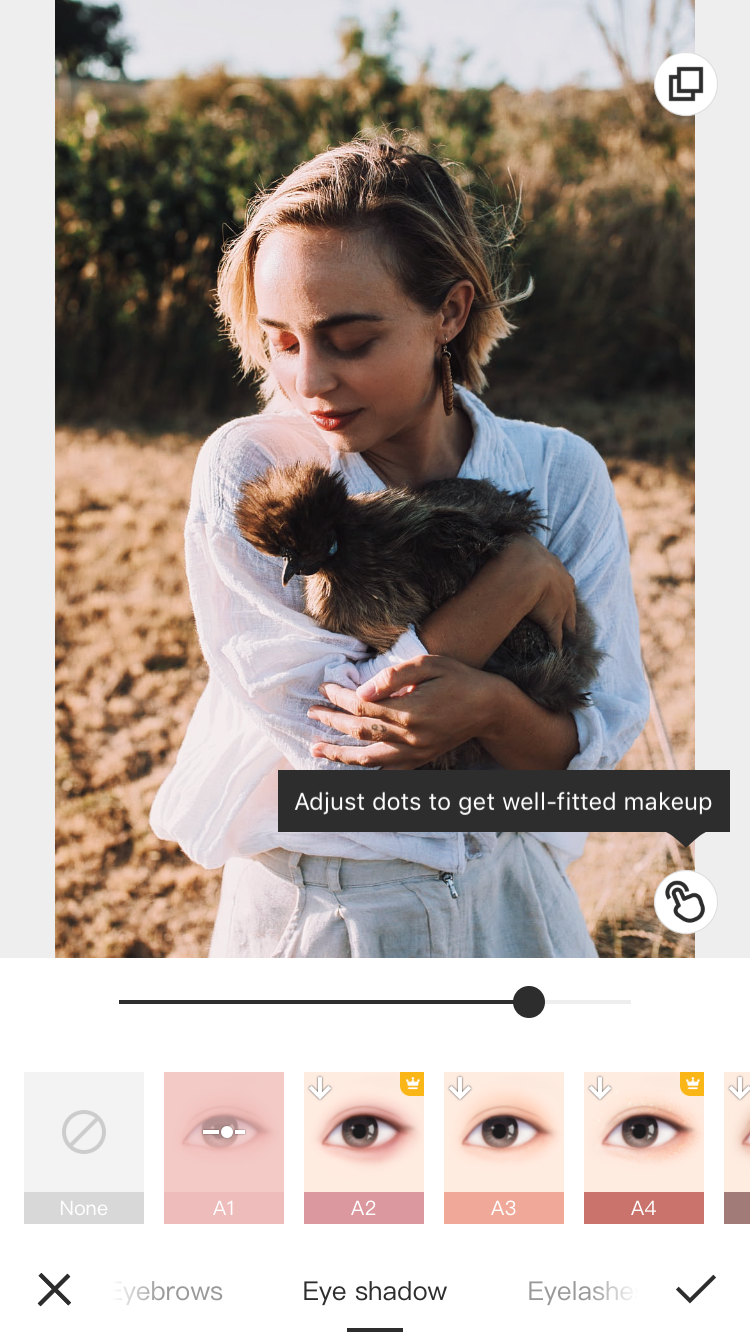 Adjust dots to get well-fitted makeup
None
A1
A2
A3
A4
Eyebrows
Eye shadow
Eyelashe